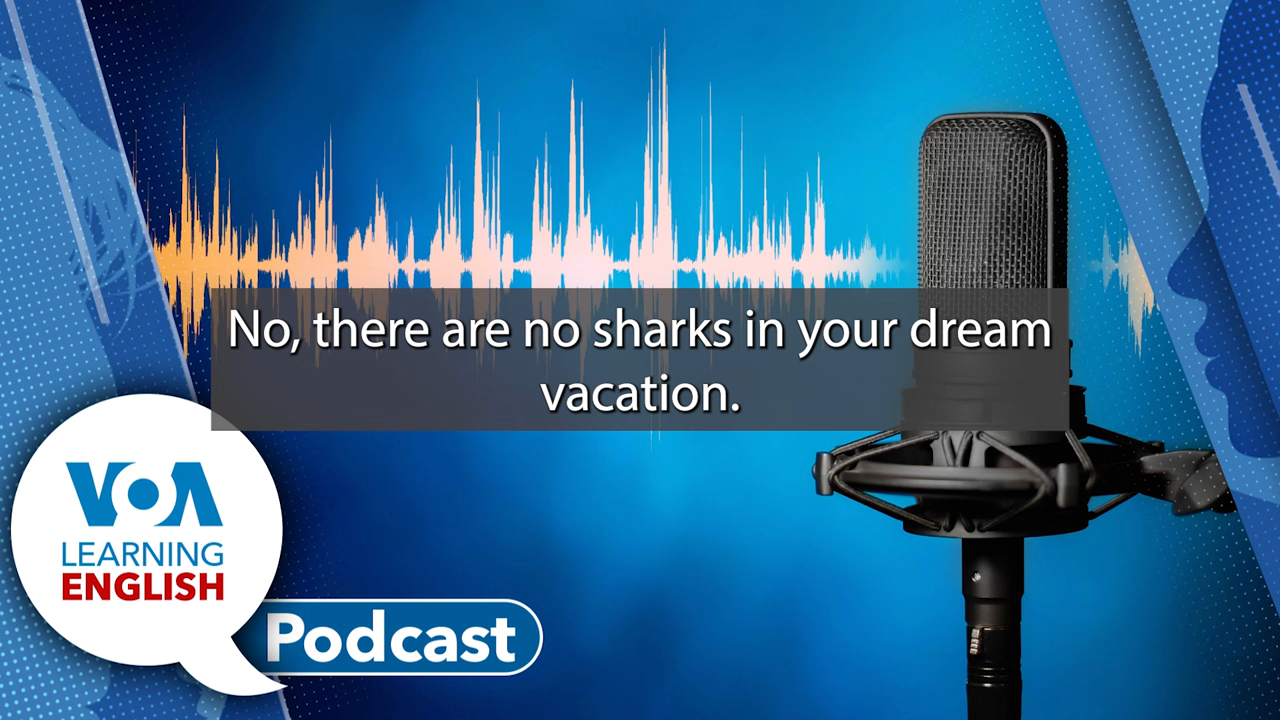 No, there are no sharks in your dream
vacation.
VOA
LEARNING
ENGLISH
Podcast